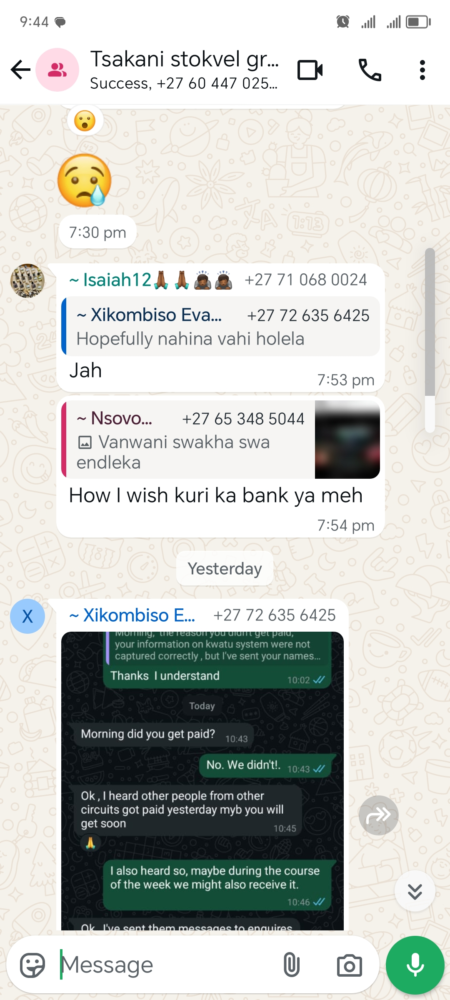 9:44
Tsakani stokvel gr...
Success, +27 60 447 025...
7:30 pm
~ Isaiah12🙏🏾🙏🏾🙇🏾🙇🏾 +27 71 068 0024
~ Xikombiso Eva... +27 72 635 6425
Hopefully nahina vahi holela
Jah
7:53 pm
~ Nsovo... +27 65 348 5044
Vanwani swakha swa
endleka
How I wish kuri ka bank ya meh
7:54 pm
Yesterday
X
~ Xikombiso E... +27 72 635 6425
Morning, the reason you didn't get paid,
your information on kwatu system were not
captured correctly , but I've sent your names...
Thanks I understand
10:02
Today
Morning did you get paid? 10:43
No. We didn't!. 10:43
Ok , I heard other people from other
circuits got paid yesterday myb you will
get soon
10:45
I also heard so, maybe during the course
of the week we might also receive it.
10:46
Ok I've sent them messages to enquires
Message